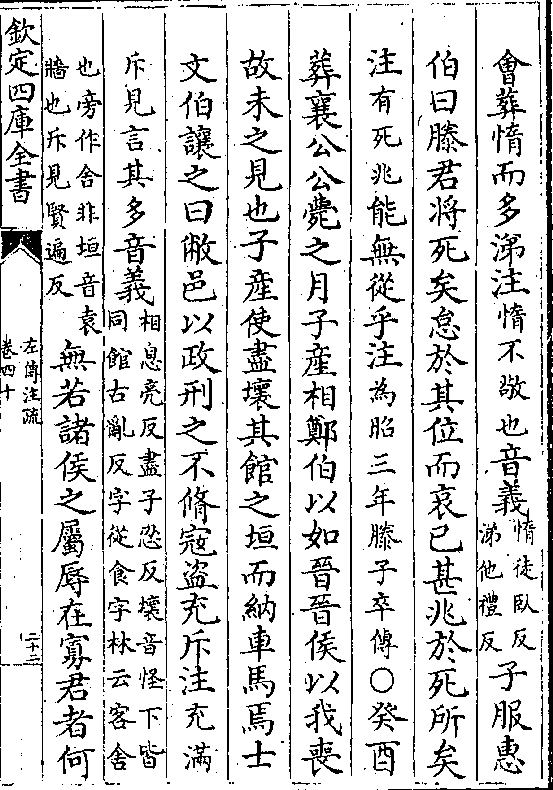 會葬惰而多涕注惰不敬也音義惰徒臥反涕他禮反子服惠
伯曰滕君将死矣怠於其位而哀已甚兆於死所矣
注有死兆能無從乎注為昭三年滕子卒傳○癸酉
葬襄公公薨之月子產相鄭伯以如晉晉侯以我喪
故未之見也子產使盡壞其館之垣而納車馬焉士
文伯讓之曰敝邑以政刑之不脩寇盗充斥注充滿
斥見言其多音義相息亮反盡子忍反壞音怪下皆同館古亂反字從食字林云客舍
也旁作舍非垣音袁牆也斥見賢遍反無若諸侯之屬辱在寡君者何
欽定四庫全書
左傳注疏
卷四十
二十二